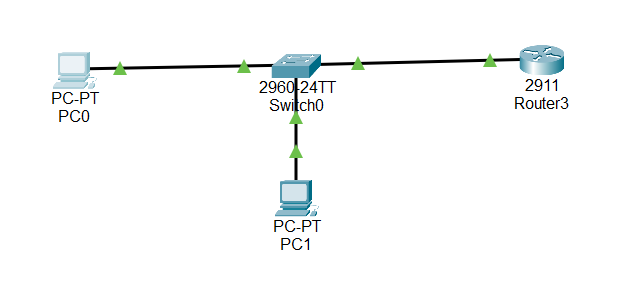 PC-PT
PC0
2960-24TT
Switch0
2911
Router3
PC-PT
PC1